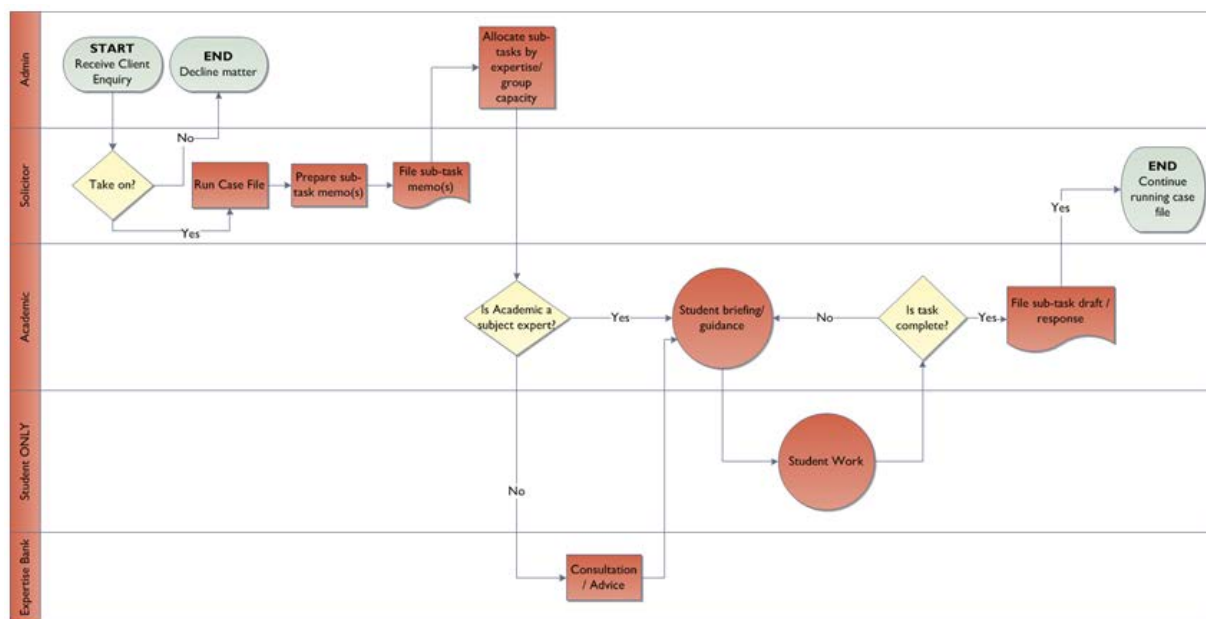 Admin
START
Receive Client
Enquiry
END
Decline matter
Allocate sub-
tasks by
expertise/
group
capacity
Solicitor
No
Take on?
Yes
Run Case File
Prepare sub-
task memo(s)
File sub-task
memo(s)
Yes
END
Continue
running case
file
Academic
Is Academic a
subject expert?
Yes
Student briefing/
guidance
No
Is task
complete?
Yes
File sub-task draft /
response
Student ONLY
No
Student Work
Expertise Bank
Consultation
/ Advice